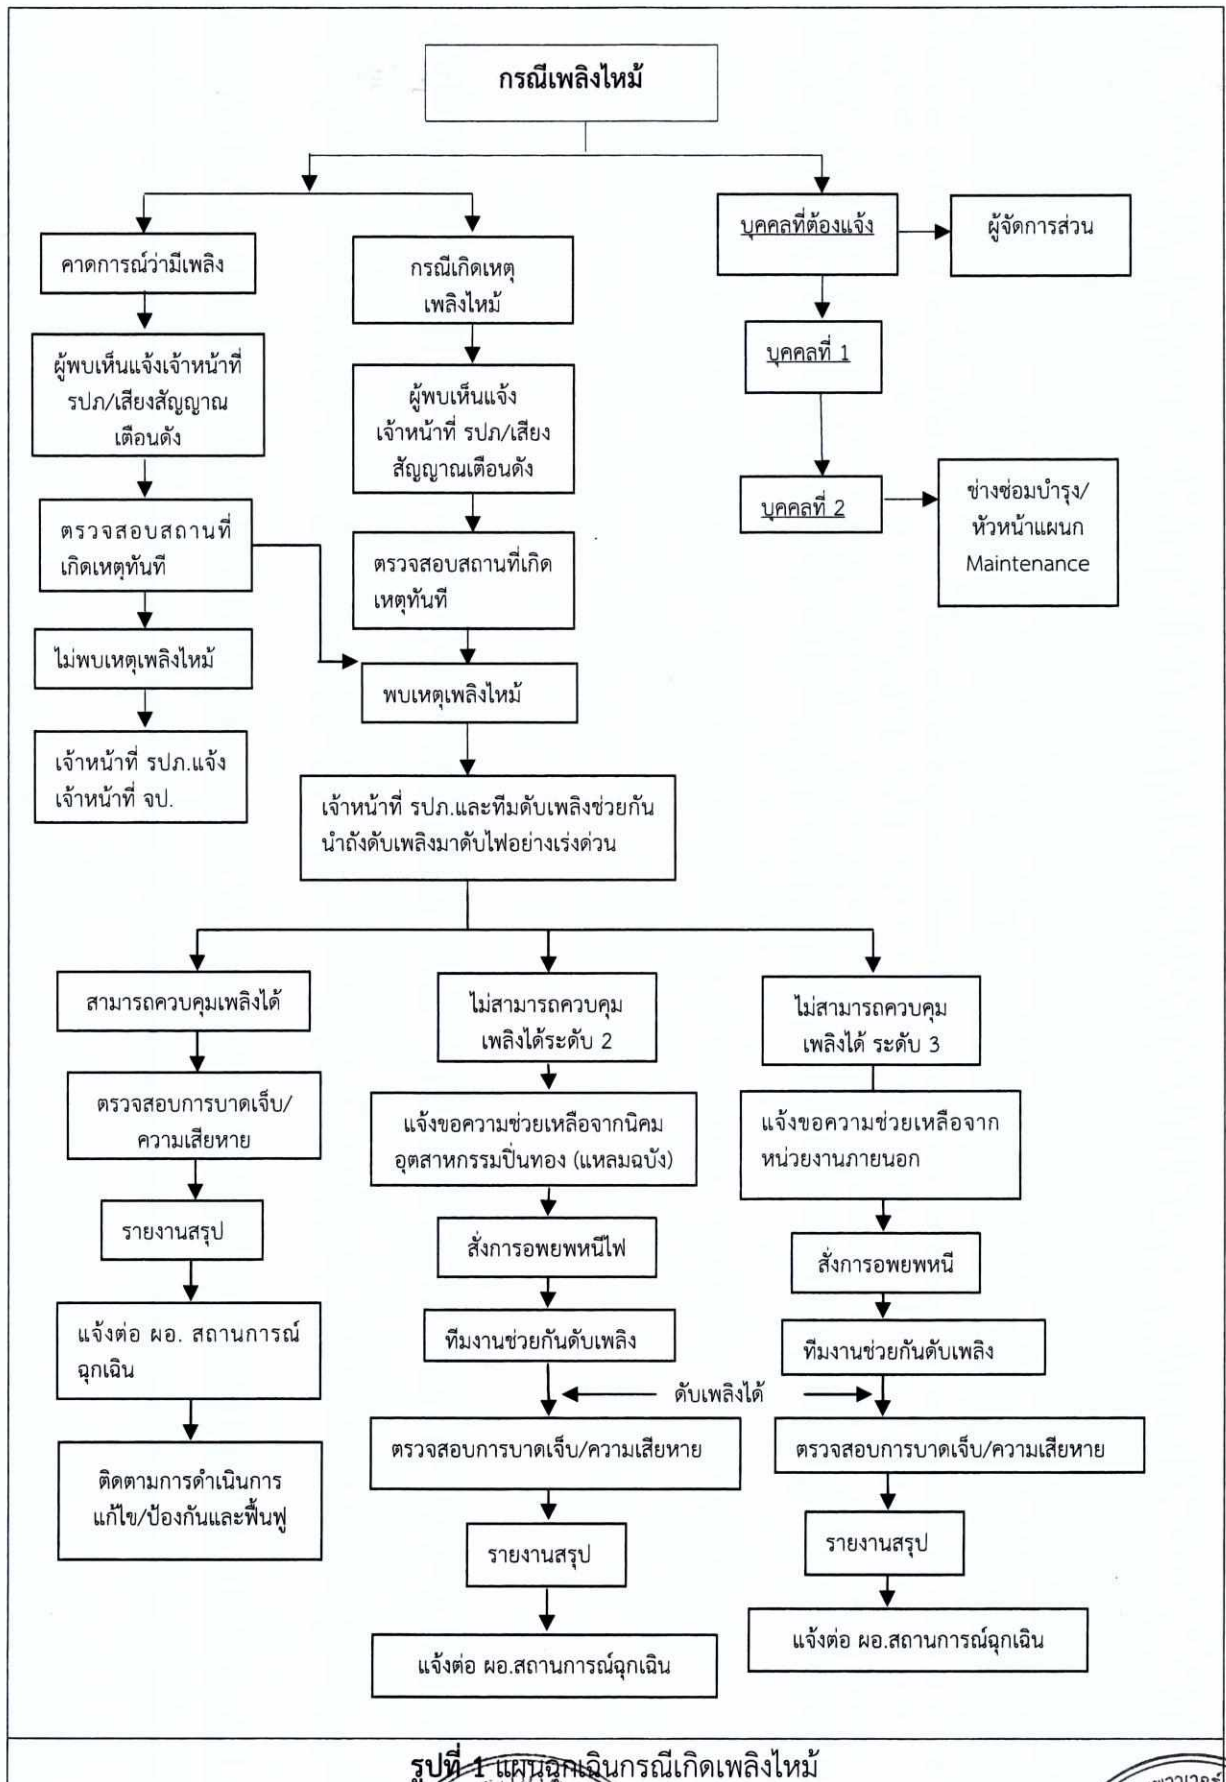 กรณีเพลิงไหม้
คาดการณ์ว่ามีเพลิง
ผู้พบเห็นแจ้งเจ้าหน้าที่
รปภ/เสียงสัญญาณ
เตือนดัง
ตรวจสอบสถานที่
เกิดเหตุทันที
ไม่พบเหตุเพลิงไหม้
เจ้าหน้าที่ รปภ.แจ้ง
เจ้าหน้าที่ จป.
กรณีเกิดเหตุ
เพลิงไหม้
ผู้พบเห็นแจ้ง
เจ้าหน้าที่ รปภ/เสียง
สัญญาณเตือนดัง
ตรวจสอบสถานที่เกิด
เหตุทันที
พบเหตุเพลิงไหม้
บุคคลที่ต้องแจ้ง
ผู้จัดการส่วน
บุคคลที่ 1
บุคคลที่ 2
ช่างซ่อมบำรุง/
หัวหน้าแผนก
Maintenance
เจ้าหน้าที่ รปภ.และทีมดับเพลิงช่วยกัน
นำถังดับเพลิงมาดับไฟอย่างเร่งด่วน
สามารถควบคุมเพลิงได้
ตรวจสอบการบาดเจ็บ/
ความเสียหาย
รายงานสรุป
แจ้งต่อ ผอ. สถานการณ์
ฉุกเฉิน
ติดตามการดำเนินการ
แก้ไข/ป้องกันและฟื้นฟู
ไม่สามารถควบคุม
เพลิงได้ระดับ 2
แจ้งขอความช่วยเหลือจากนิคม
อุตสาหกรรมปิ่นทอง (แหลมฉบัง)
สั่งการอพยพหนีไฟ
ทีมงานช่วยกันดับเพลิง
ดับเพลิงได้
ตรวจสอบการบาดเจ็บ/ความเสียหาย
รายงานสรุป
แจ้งต่อ ผอ.สถานการณ์ฉุกเฉิน
ไม่สามารถควบคุม
เพลิงได้ ระดับ 3
แจ้งขอความช่วยเหลือจาก
หน่วยงานภายนอก
สั่งการอพยพหนี
ทีมงานช่วยกันดับเพลิง
ตรวจสอบการบาดเจ็บ/ความเสียหาย
รายงานสรุป
แจ้งต่อ ผอ.สถานการณ์ฉุกเฉิน
รูปที่ 1 แผนฉุกเฉินกรณีเกิดเพลิงไหม้